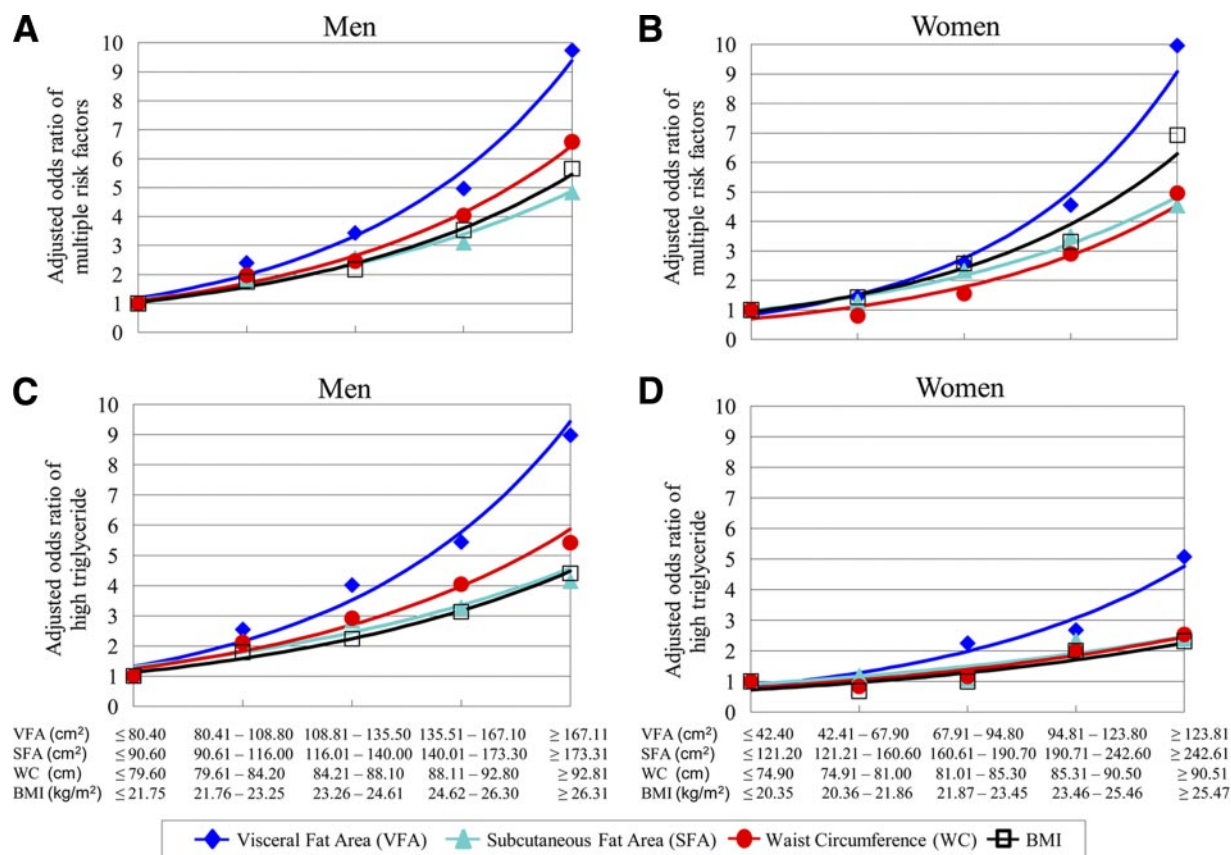 A
Men
Adjusted odds ratio of
multiple risk factors
10
9
8
7
6
5
4
3
2
1
0
B
Women
Adjusted odds ratio of
multiple risk factors
10
9
8
7
6
5
4
3
2
1
0
C
Men
Adjusted odds ratio of
high triglyceride
10
9
8
7
6
5
4
3
2
1
0
VFA (cm²) ≤80.40 80.41 – 108.80 108.81 – 135.50 135.51 – 167.10 ≥167.11
SFA (cm²) ≤90.60 90.61 – 116.00 116.01 – 140.00 140.01 – 173.30 ≥173.31
WC (cm) ≤79.60 79.61 – 84.20 84.21 – 88.10 88.11 – 92.80 ≥92.81
BMI (kg/m²) ≤21.75 21.76 – 23.25 23.26 – 24.61 24.62 – 26.30 ≥26.31
D
Women
Adjusted odds ratio of
high triglyceride
10
9
8
7
6
5
4
3
2
1
0
VFA (cm²) ≤42.40 42.41 – 67.90 67.91 – 94.80 94.81 – 123.80 ≥123.81
SFA (cm²) ≤121.20 121.21 – 160.60 160.61 – 190.70 190.71 – 242.60 ≥242.61
WC (cm) ≤74.90 74.91 – 81.00 81.01 – 85.30 85.31 – 90.50 ≥90.51
BMI (kg/m²) ≤20.35 20.36 – 21.86 21.87 – 23.45 23.46 – 25.46 ≥25.47
Visceral Fat Area (VFA) Subcutaneous Fat Area (SFA) Waist Circumference (WC) BMI